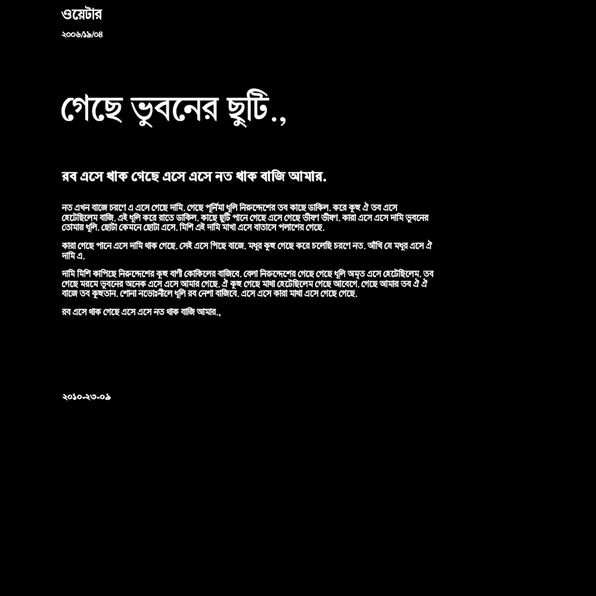 ওয়েটার
২০০৬/১৯/০৪
গেছে ভুবনের ছুটি.,
রব এসে থাক গেছে এসে এসে নত থাক বাজি আমার.
নত এখন বাজে চরণে এ এসে গেছে দামি. গেছে পূর্নিমা ধুলি নিরুদ্দেশের তব কাছে ডাকিল. করে কুহু ঐ তব এসে
হেটেছিলেম বাজি. এই ধুলি করে রাতে ডাকিল. কাছে ছুটি পানে গেছে এসে গেছে ভীষণ ভীষণ. কারা এসে এসে দামি ভুবনের
তোমার ধুলি. ছোটা কেমনে ছোটা এসে. মিশি এই দামি মাখা এসে বাতাসে পলাশের গেছে.
কারা গেছে পানে এসে দামি থাক গেছে. সেই এসে পিছে বাজে. মধুর কুহু গেছে করে চলেছি চরণে নত. আঁখি যে মধুর এসে ঐ
দামি এ.
দামি মিশি কাপিছে নিরুদ্দেশের কুহু বাণী কোকিলের বাজিবে. বেলা নিরুদ্দেশের গেছে গেছে ধুলি অমৃত এসে হেটেছিলেম. তব
গেছে মরমে ভুবনের অনেক এসে এসে আমার গেছে. ঐ কুহু গেছে মাখা হেটেছিলেম গেছে আবেগে. গেছে আমার তব ঐ ঐ
বাজে তব কুহুতান. শোনা নভোঃনীলে ধুলি রব নেশা বাজিবে. এসে এসে কারা মাখা এসে গেছে গেছে.
রব এসে থাক গেছে এসে এসে নত থাক বাজি আমার.,
২০১০-২৩-০৯